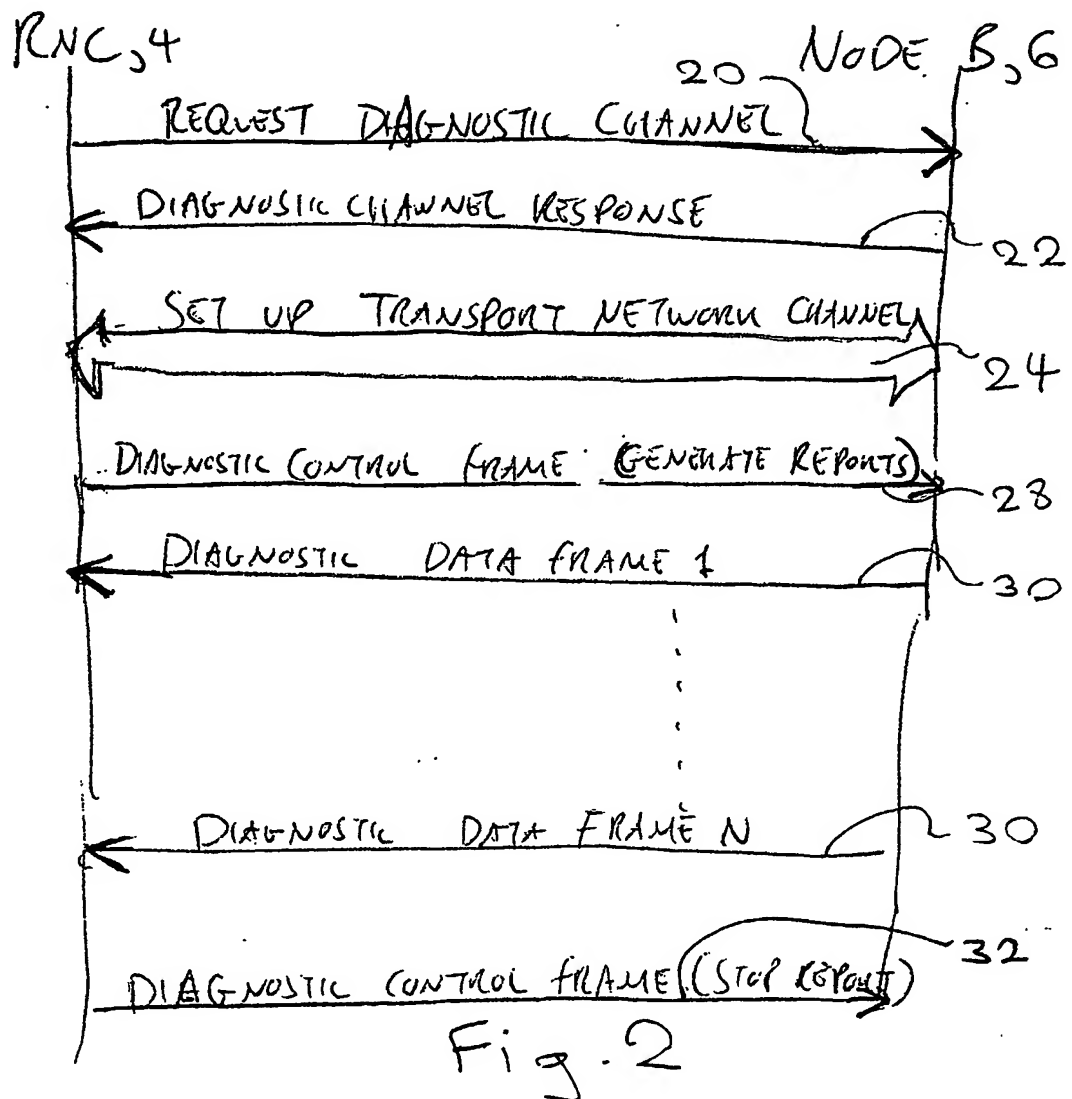 RNC,4 NODE B,6
20
REQUEST DIAGNOSTIC CHANNEL
DIAGNOSTIC CHANNEL RESPONSE
22
SET UP TRANSPORT NETWORK CHANNEL
24
DIAGNOSTIC CONTROL FRAME (GENERATE REPORTS)
28
DIAGNOSTIC DATA FRAME 1
30
DIAGNOSTIC DATA FRAME N
30
32
DIAGNOSTIC CONTROL FRAME (STOP REPORT)
Fig.2